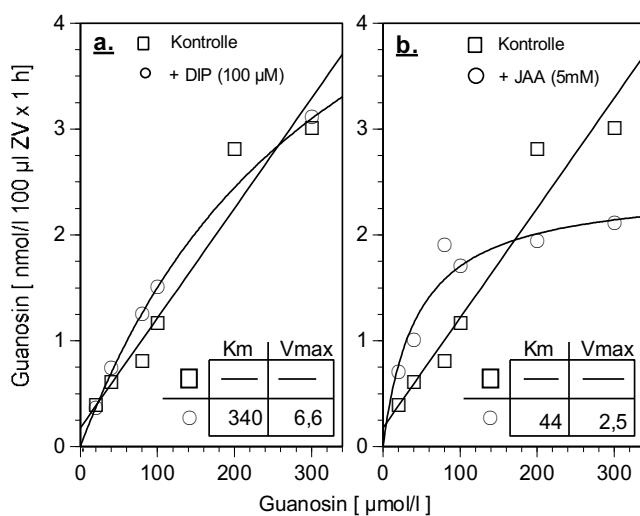 Guanosin [ nmol/l 100 µl ZV x 1 h]
4
3
2
1
0
a.
Kontrolle
+ DIP (100 µM)
Km Vmax
— —
340 6,6
0 100 200 300
b.
Kontrolle
+ JAA (5mM)
4
3
2
1
0
Km Vmax
— —
44 2,5
0 100 200 300
Guanosin [ µmol/l ]